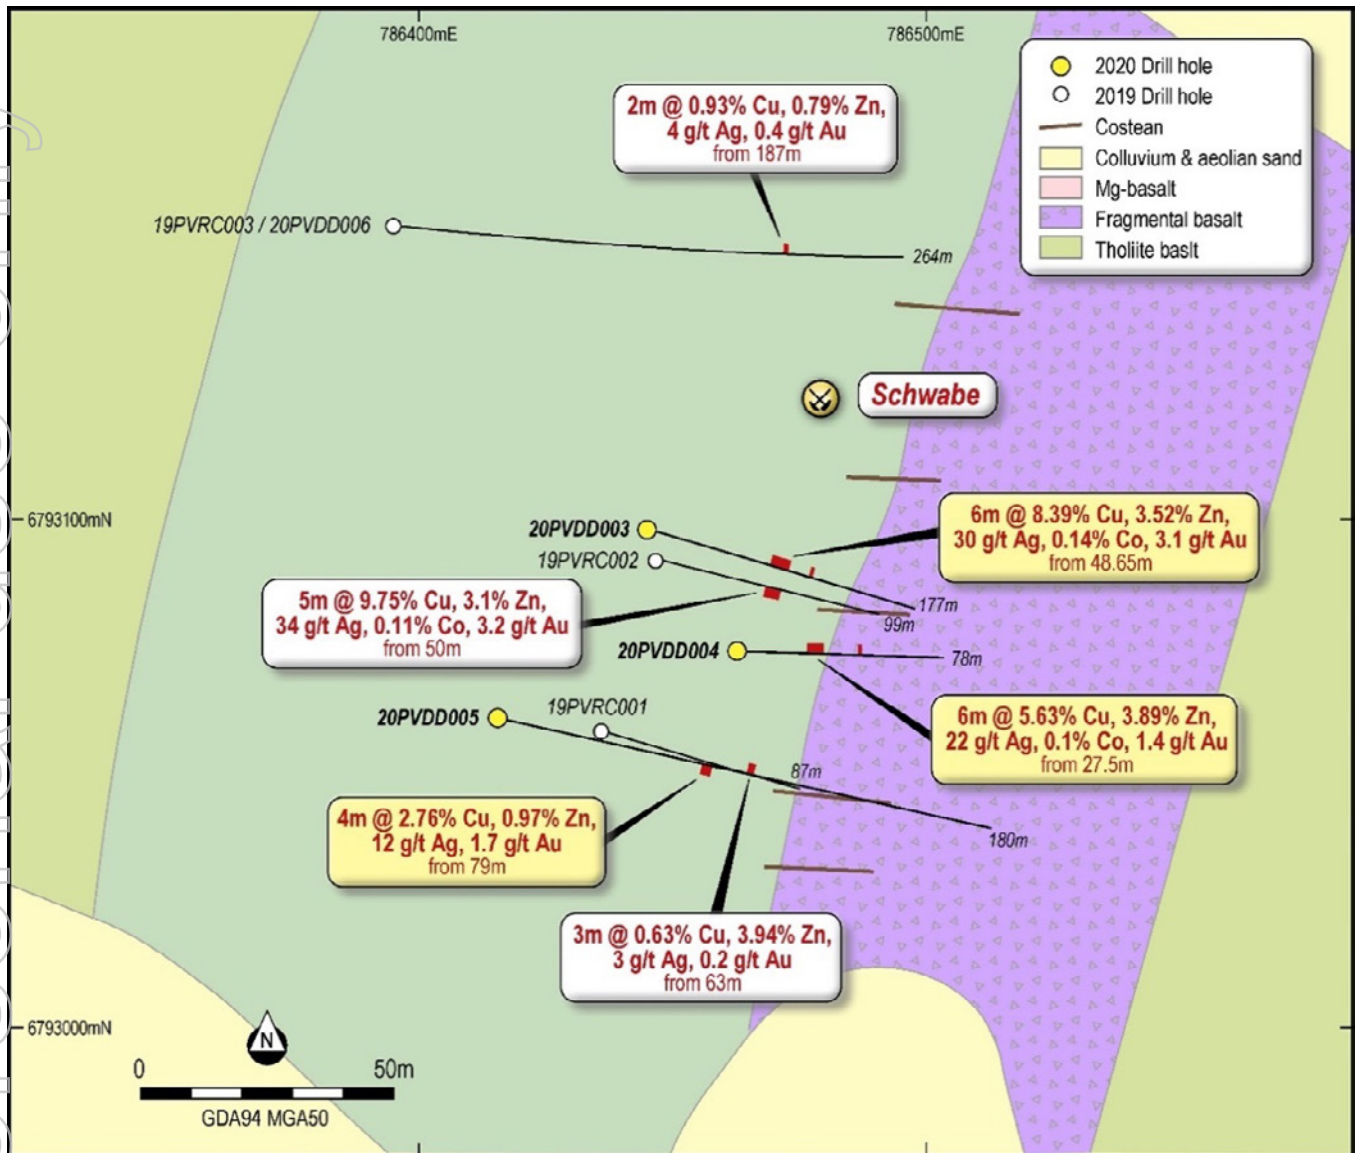 786400mE
786500mE
2020 Drill hole
2019 Drill hole
Costean
Colluvium & aeolian sand
Mg-basalt
Fragmental basalt
Tholiite baslt
2m @ 0.93% Cu, 0.79% Zn,
4 g/t Ag, 0.4 g/t Au
from 187m
19PVRC003 / 20PVDD006
264m
Schwabe
6793100mN
20PVDD003
19PVRC002
6m @ 8.39% Cu, 3.52% Zn,
30 g/t Ag, 0.14% Co, 3.1 g/t Au
from 48.65m
5m @ 9.75% Cu, 3.1% Zn,
34 g/t Ag, 0.11% Co, 3.2 g/t Au
from 50m
177m
99m
20PVDD004
78m
20PVDD005
19PVRC001
6m @ 5.63% Cu, 3.89% Zn,
22 g/t Ag, 0.1% Co, 1.4 g/t Au
from 27.5m
87m
180m
4m @ 2.76% Cu, 0.97% Zn,
12 g/t Ag, 1.7 g/t Au
from 79m
3m @ 0.63% Cu, 3.94% Zn,
3 g/t Ag, 0.2 g/t Au
from 63m
6793000mN
N
0
50m
GDA94 MGA50